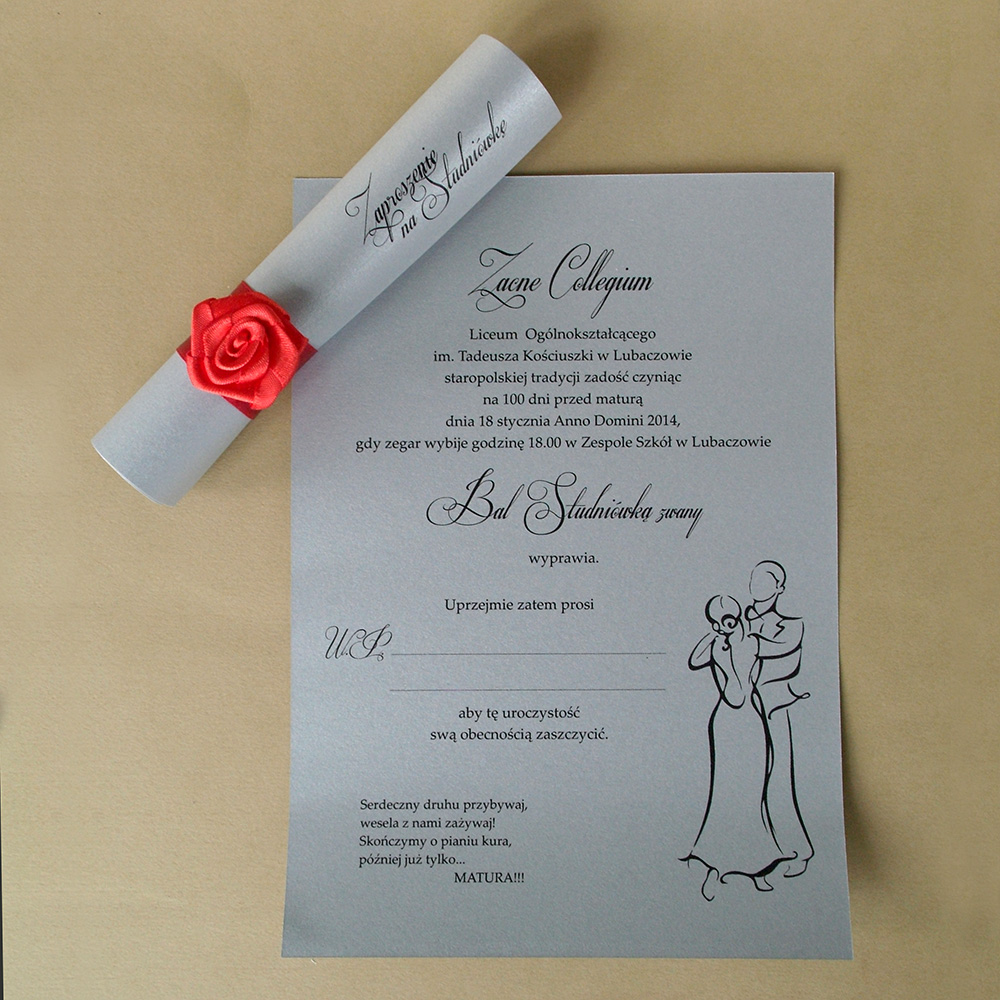 Zaproszenie
na Studniówkę
Zacne Collegium
Liceum Ogólnokształcącego
im. Tadeusza Kościuszki w Lubaczowie
staropolskiej tradycji zadość czyniąc
na 100 dni przed maturą
dnia 18 stycznia Anno Domini 2014,
gdy zegar wybije godzinę 18.00 w Zespole Szkół w Lubaczowie
Bal Studniówką zwany
wyprawia.
Uprzejmie zatem prosi
W.P.
aby tę uroczystość
swą obecnością zaszczycić.
Serdeczny druhu przybywaj,
wesela z nami zażywaj!
Skończymy o pianiu kura,
później już tylko...
MATURA!!!